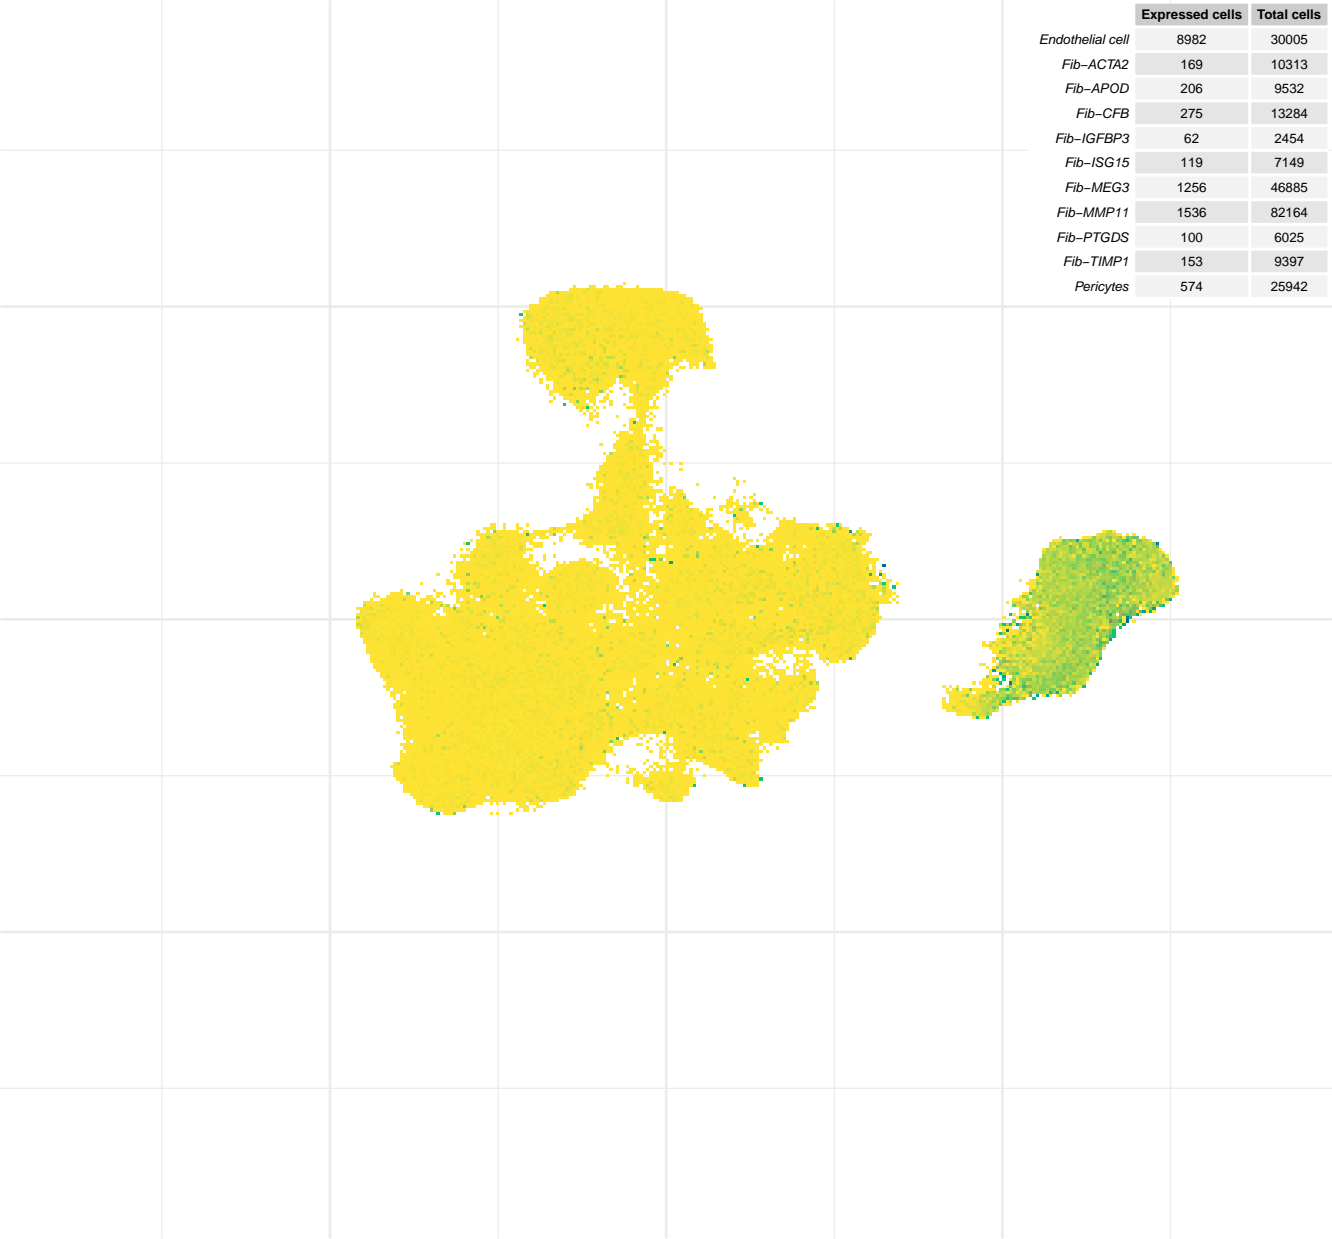 Expressed cells Total cells
Endothelial cell 8982 30005
Fib−ACTA2 169 10313
Fib−APOD 206 9532
Fib−CFB 275 13284
Fib−IGFBP3 62 2454
Fib−ISG15 119 7149
Fib−MEG3 1256 46885
Fib−MMP11 1536 82164
Fib−PTGDS 100 6025
Fib−TIMP1 153 9397
Pericytes 574 25942